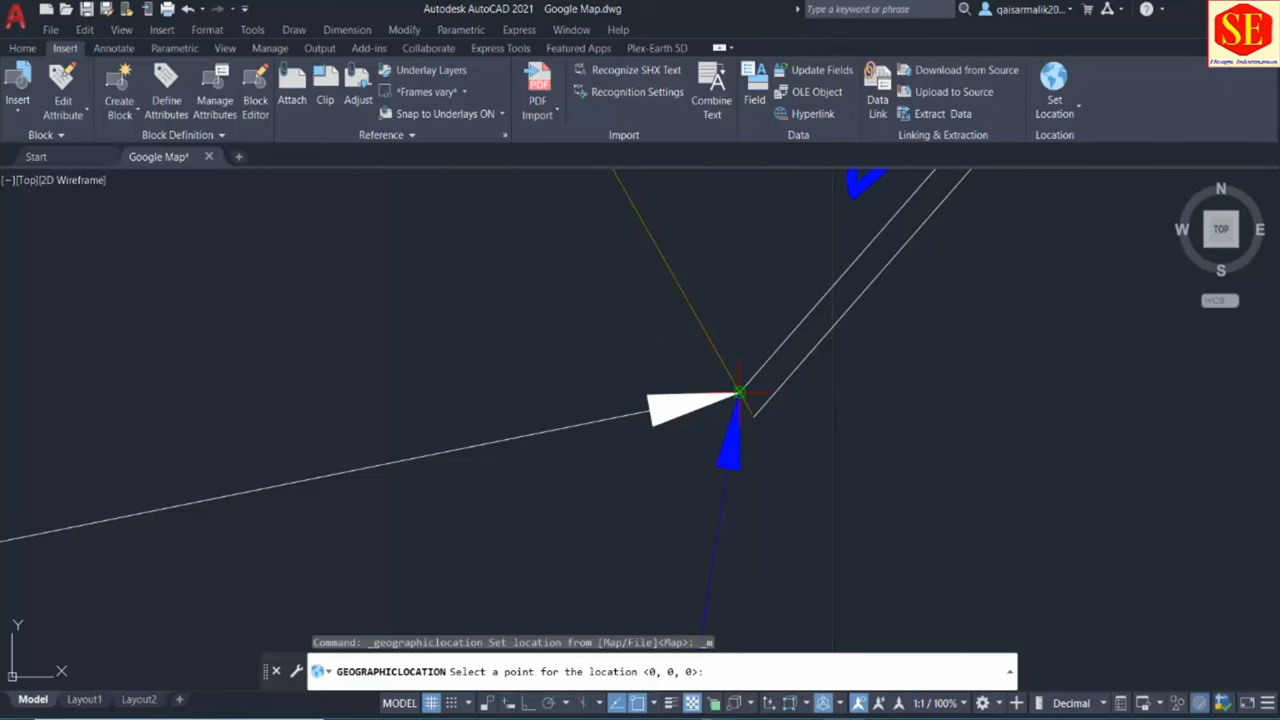 Autodesk AutoCAD 2021 Google Map.dwg
Type a keyword or phrase
qaisarmalik20...
SE
File Edit View Insert Format Tools Draw Dimension Modify Parametric Express Window Help
Home Insert Annotate Parametric View Manage Output Add-ins Collaborate Express Tools Featured Apps Plex-Earth 5D
Insert
Edit Attribute
Create Block
Define Attributes
Manage Attributes
Block Editor
Attach
Clip
Adjust
Underlay Layers
*Frames vary*
Snap to Underlays ON
PDF Import
Recognize SHX Text
Recognition Settings
Combine Text
Field
Update Fields
OLE Object
Hyperlink
Data Link
Download from Source
Upload to Source
Extract Data
Set Location
Block Block Definition Reference Import Data Linking & Extraction Location
Start Google Map*
[−][Top][2D Wireframe]
N
W TOP E
S
WCS
Y
X
Command: _geographiclocation Set location from [Map/File]<Map>: _m
GEOGRAPHICLOCATION Select a point for the location <0, 0, 0>:
Model Layout1 Layout2 +
MODEL 1:1 / 100% Decimal